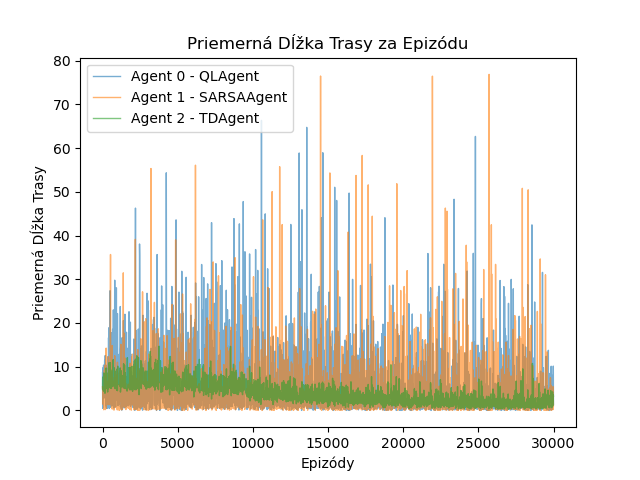 Priemerná Dĺžka Trasy za Epizódu
Agent 0 - QLAgent
Agent 1 - SARSAAgent
Agent 2 - TDAgent
Priemerná Dĺžka Trasy
80
70
60
50
40
30
20
10
0
0 5000 10000 15000 20000 25000 30000
Epizódy